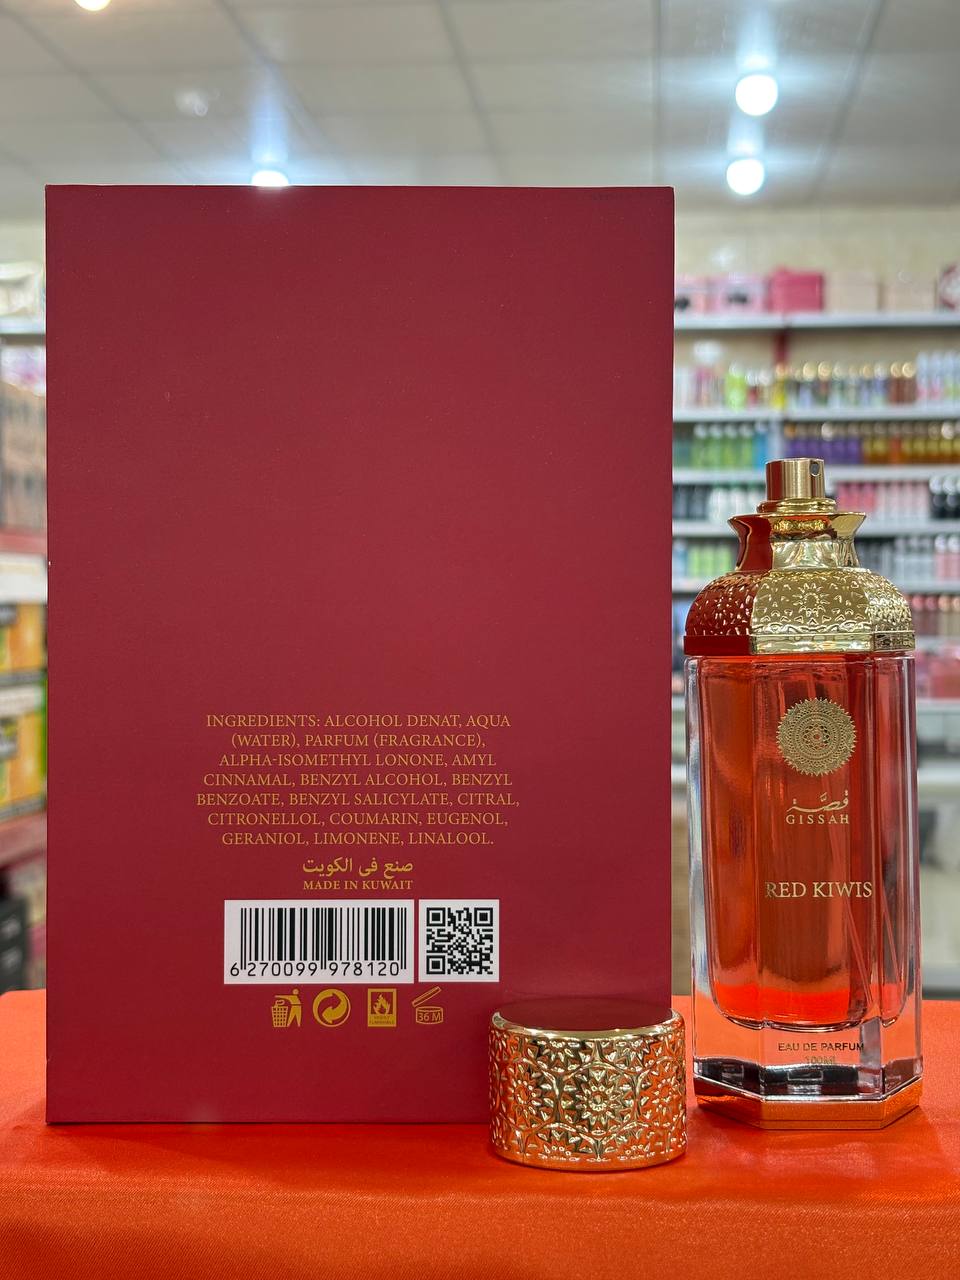 INGREDIENTS: ALCOHOL DENAT, AQUA
(WATER), PARFUM (FRAGRANCE),
ALPHA-ISOMETHYL LONONE, AMYL
CINNAMAL, BENZYL ALCOHOL, BENZYL
BENZOATE, BENZYL SALICYLATE, CITRAL,
CITRONELLOL, COUMARIN, EUGENOL,
GERANIOL, LIMONENE, LINALOOL.
صنع في الكويت
MADE IN KUWAIT
6 270099 978120
36 M
قصة
GISSAH
RED KIWIS
EAU DE PARFUM
100ML